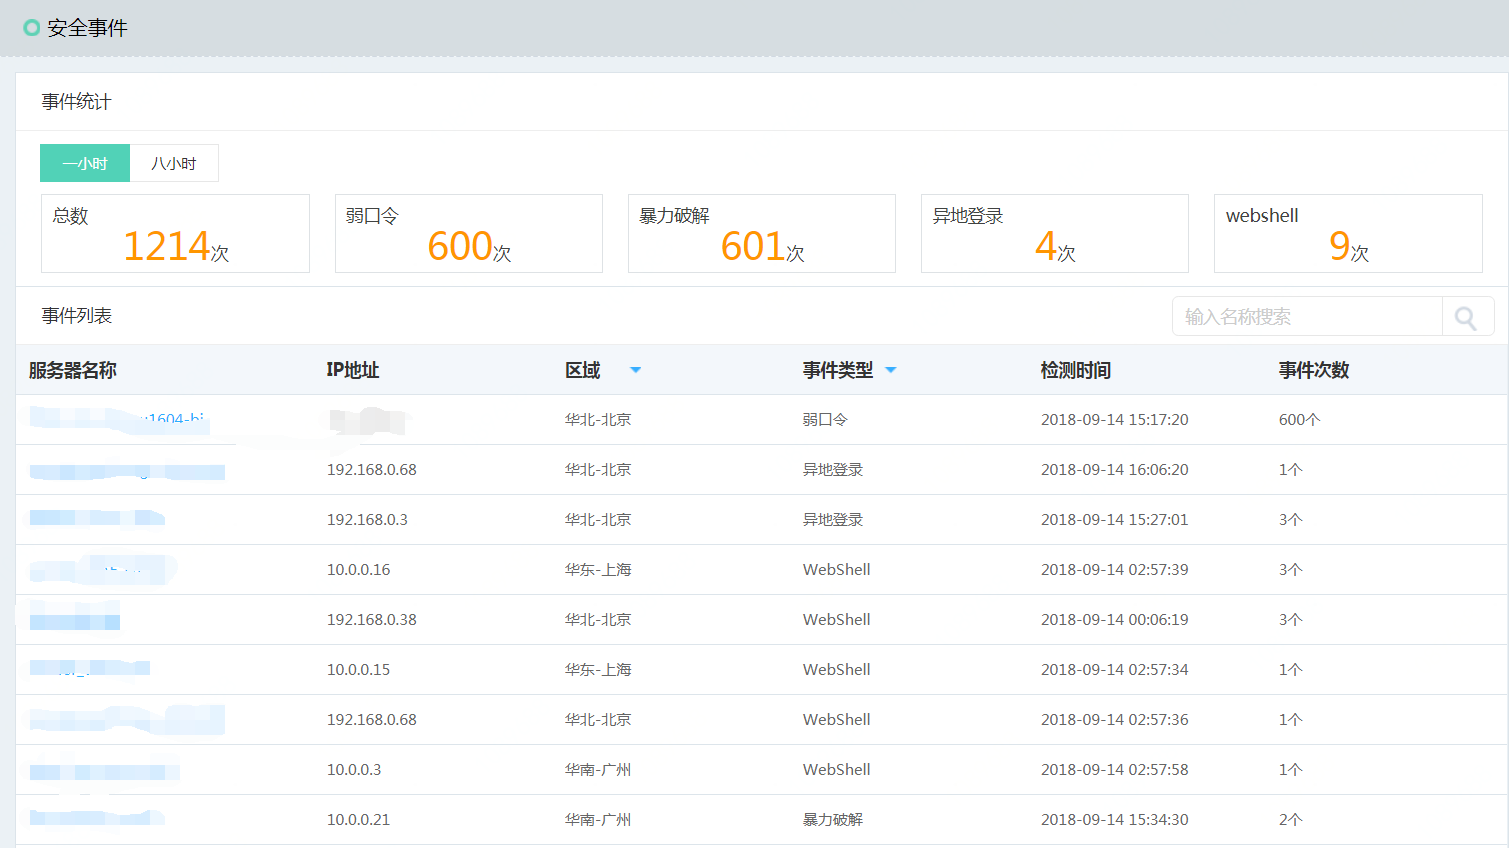 安全事件
事件统计
一小时 八小时
总数 弱口令 暴力破解 异地登录 webshell
1214次 600次 601次 4次 9次
事件列表 输入名称搜索
服务器名称 IP地址 区域 事件类型 检测时间 事件次数
1604-bi 华北-北京 弱口令 2018-09-14 15:17:20 600个
192.168.0.68 华北-北京 异地登录 2018-09-14 16:06:20 1个
192.168.0.3 华北-北京 异地登录 2018-09-14 15:27:01 3个
10.0.0.16 华东-上海 WebShell 2018-09-14 02:57:39 3个
192.168.0.38 华北-北京 WebShell 2018-09-14 00:06:19 3个
10.0.0.15 华东-上海 WebShell 2018-09-14 02:57:34 1个
192.168.0.68 华北-北京 WebShell 2018-09-14 02:57:36 1个
10.0.0.3 华南-广州 WebShell 2018-09-14 02:57:58 1个
10.0.0.21 华南-广州 暴力破解 2018-09-14 15:34:30 2个